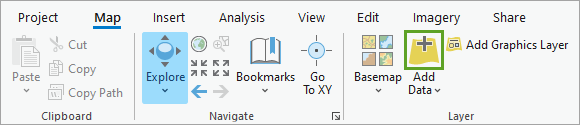 Project Map Insert Analysis View Edit Imagery Share
Paste
Cut
Copy
Copy Path
Clipboard
Explore
Bookmarks
Go
To XY
Navigate
Basemap
Add
Data
Add Graphics Layer
Layer